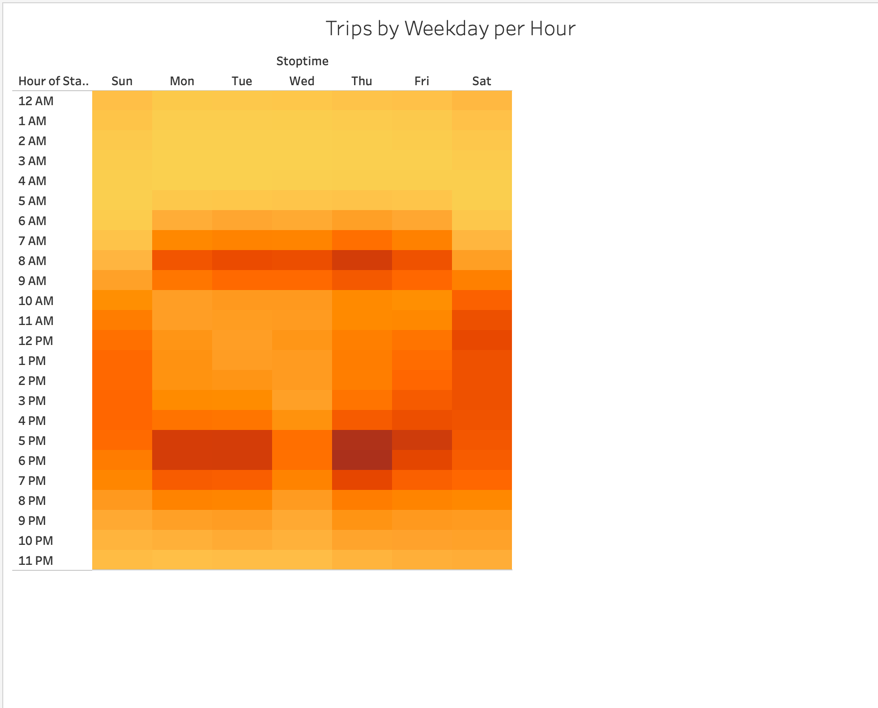 Trips by Weekday per Hour
Stoptime
Hour of Sta.. Sun Mon Tue Wed Thu Fri Sat
12 AM
1 AM
2 AM
3 AM
4 AM
5 AM
6 AM
7 AM
8 AM
9 AM
10 AM
11 AM
12 PM
1 PM
2 PM
3 PM
4 PM
5 PM
6 PM
7 PM
8 PM
9 PM
10 PM
11 PM